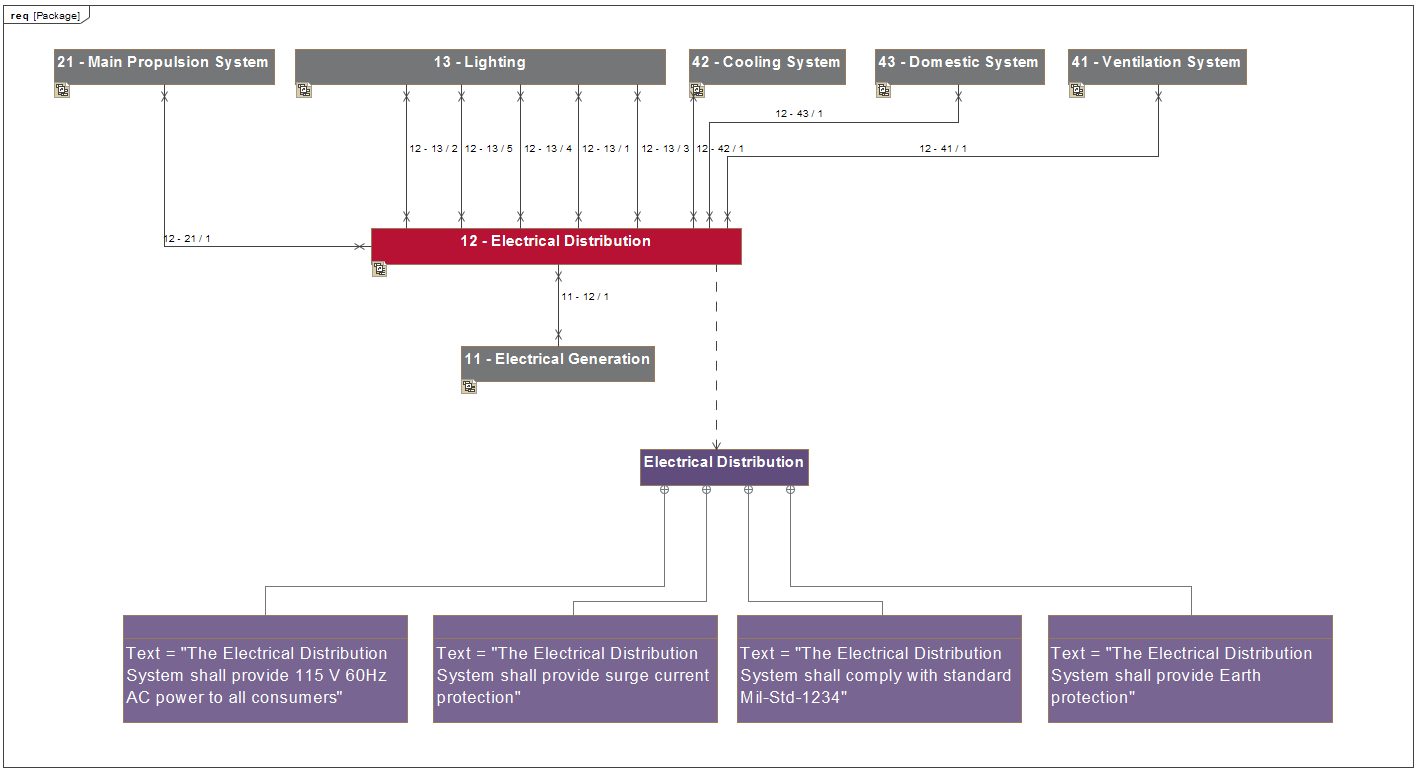 req [Package]
21 - Main Propulsion System
13 - Lighting
42 - Cooling System
43 - Domestic System
41 - Ventilation System
12 - 43 / 1
12 - 13 / 2
12 - 13 / 5
12 - 13 / 4
12 - 13 / 1
12 - 13 / 3
12 - 42 / 1
12 - 41 / 1
12 - 21 / 1
12 - Electrical Distribution
11 - 12 / 1
11 - Electrical Generation
Electrical Distribution
Text = "The Electrical Distribution
System shall provide 115 V 60Hz
AC power to all consumers"
Text = "The Electrical Distribution
System shall provide surge current
protection"
Text = "The Electrical Distribution
System shall comply with standard
Mil-Std-1234"
Text = "The Electrical Distribution
System shall provide Earth
protection"